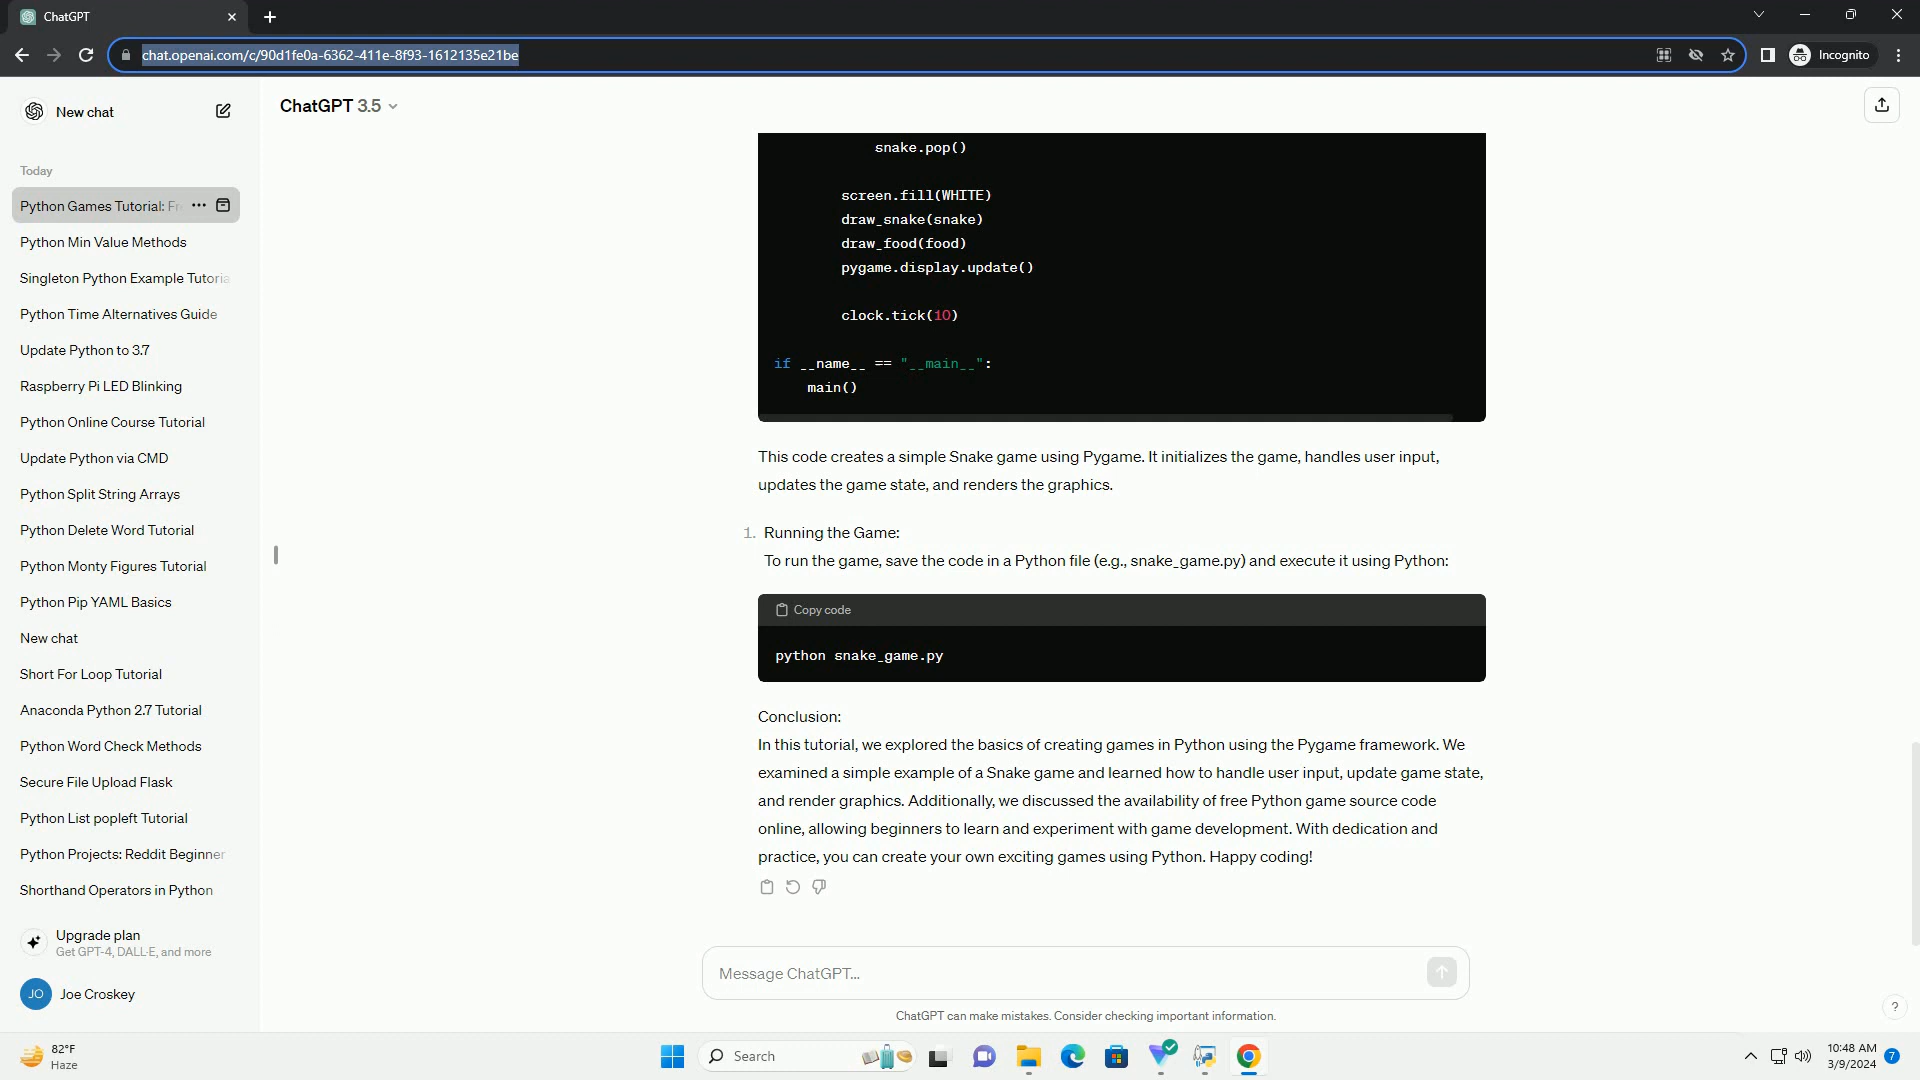 ChatGPT
chat.openai.com/c/90d1fe0a-6362-411e-8f93-1612135e21be
Incognito
New chat
ChatGPT 3.5
Today
Python Games Tutorial: Fr
Python Min Value Methods
Singleton Python Example Tutoria
Python Time Alternatives Guide
Update Python to 3.7
Raspberry Pi LED Blinking
Python Online Course Tutorial
Update Python via CMD
Python Split String Arrays
Python Delete Word Tutorial
Python Monty Figures Tutorial
Python Pip YAML Basics
New chat
Short For Loop Tutorial
Anaconda Python 2.7 Tutorial
Python Word Check Methods
Secure File Upload Flask
Python List popleft Tutorial
Python Projects: Reddit Beginner
Shorthand Operators in Python
Upgrade plan
Get GPT-4, DALL·E, and more
JO Joe Croskey
snake.pop()
screen.fill(WHITE)
draw_snake(snake)
draw_food(food)
pygame.display.update()
clock.tick(10)
if __name__ == "__main__":
main()
This code creates a simple Snake game using Pygame. It initializes the game, handles user input,
updates the game state, and renders the graphics.
1. Running the Game:
To run the game, save the code in a Python file (e.g., snake_game.py) and execute it using Python:
Copy code
python snake_game.py
Conclusion:
In this tutorial, we explored the basics of creating games in Python using the Pygame framework. We
examined a simple example of a Snake game and learned how to handle user input, update game state,
and render graphics. Additionally, we discussed the availability of free Python game source code
online, allowing beginners to learn and experiment with game development. With dedication and
practice, you can create your own exciting games using Python. Happy coding!
Message ChatGPT...
ChatGPT can make mistakes. Consider checking important information.
?
82°F
Haze
Search
10:48 AM
3/9/2024
7